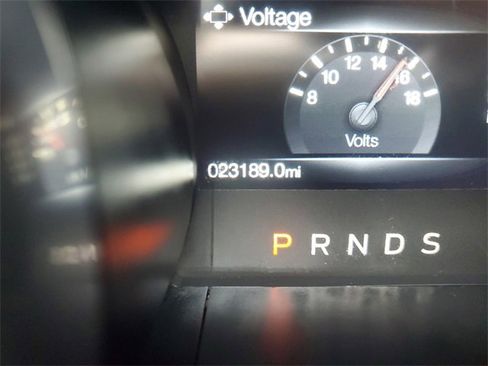 Voltage
8 10 12 14 16 18
Volts
023189.0mi
P R N D S